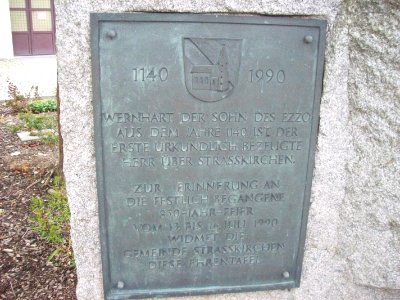 1140 1990
WERNHART DER SOHN DES EZZO
AUS DEM JAHRE 1140 IST DER
ERSTE URKUNDLICH BEZEUGTE
HERR ÜBER STRASSKIRCHEN.
ZUR ERINNERUNG AN
DIE FESTLICH BEGANGENE
850-JAHR-FEIER
VOM 13. BIS JULI 1990
WIDMET DIE
GEMEINDE STRASSKIRCHEN
DIESE EHRENTAFEL